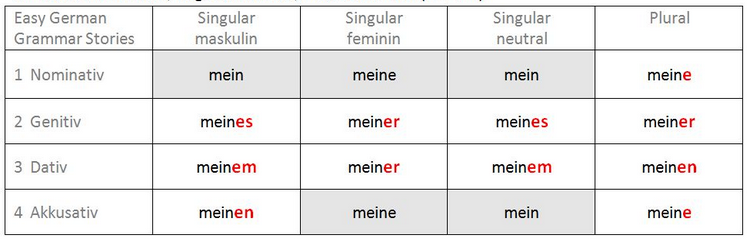 Easy German Singular Singular Singular Plural
Grammar Stories maskulin feminin neutral
1 Nominativ mein meine mein meine
2 Genitiv meines meiner meines meiner
3 Dativ meinem meiner meinem meinen
4 Akkusativ meinen meine mein meine